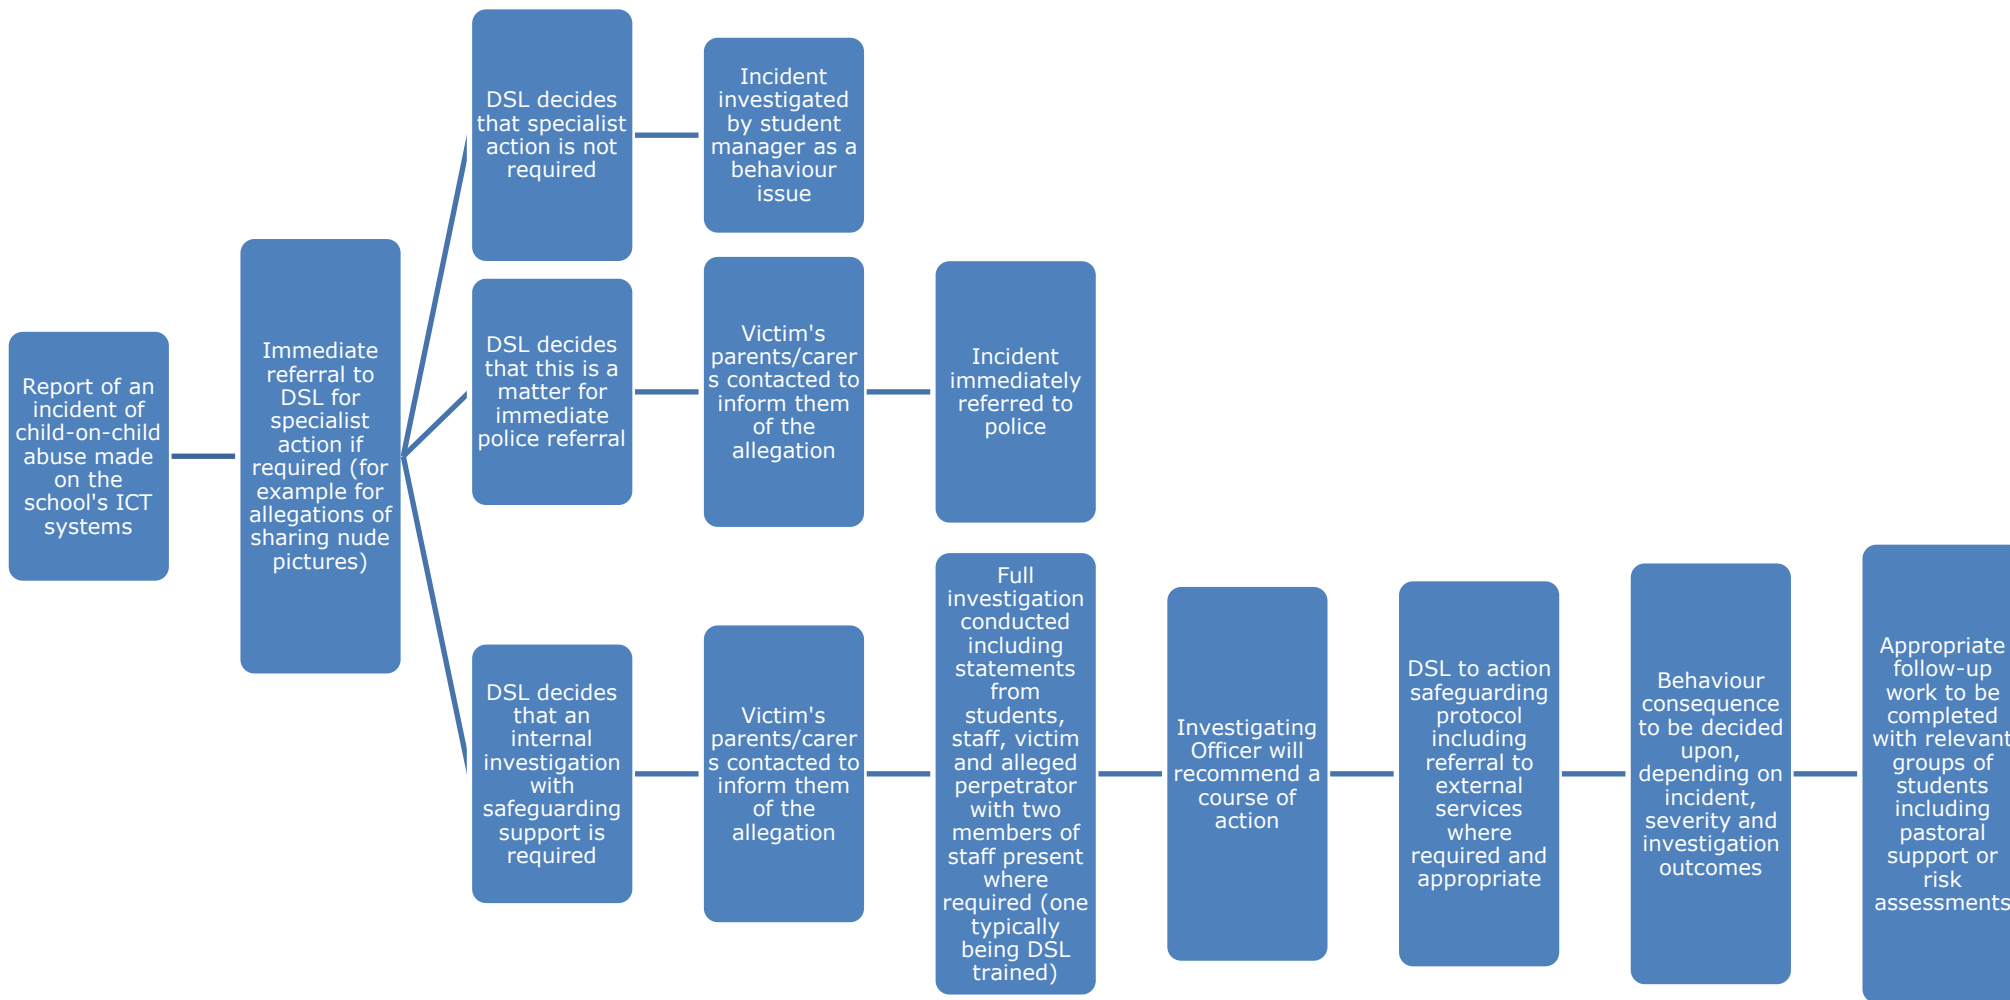 Report of an
incident of
child-on-child
abuse made
on the
school's ICT
systems
Immediate
referral to
DSL for
specialist
action if
required (for
example for
allegations of
sharing nude
pictures)
DSL decides
that specialist
action is not
required
Incident
investigated
by student
manager as a
behaviour
issue
DSL decides
that this is a
matter for
immediate
police referral
Victim's
parents/carer
s contacted to
inform them
of the
allegation
Incident
immediately
referred to
police
DSL decides
that an
internal
investigation
with
safeguarding
support is
required
Victim's
parents/carer
s contacted to
inform them
of the
allegation
Full
investigation
conducted
including
statements
from
students,
staff, victim
and alleged
perpetrator
with two
members of
staff present
where
required (one
typically
being DSL
trained)
Investigating
Officer will
recommend a
course of
action
DSL to action
safeguarding
protocol
including
referral to
external
services
where
required and
appropriate
Behaviour
consequence
to be decided
upon,
depending on
incident,
severity and
investigation
outcomes
Appropriate
follow-up
work to be
completed
with relevant
groups of
students
including
pastoral
support or
risk
assessments